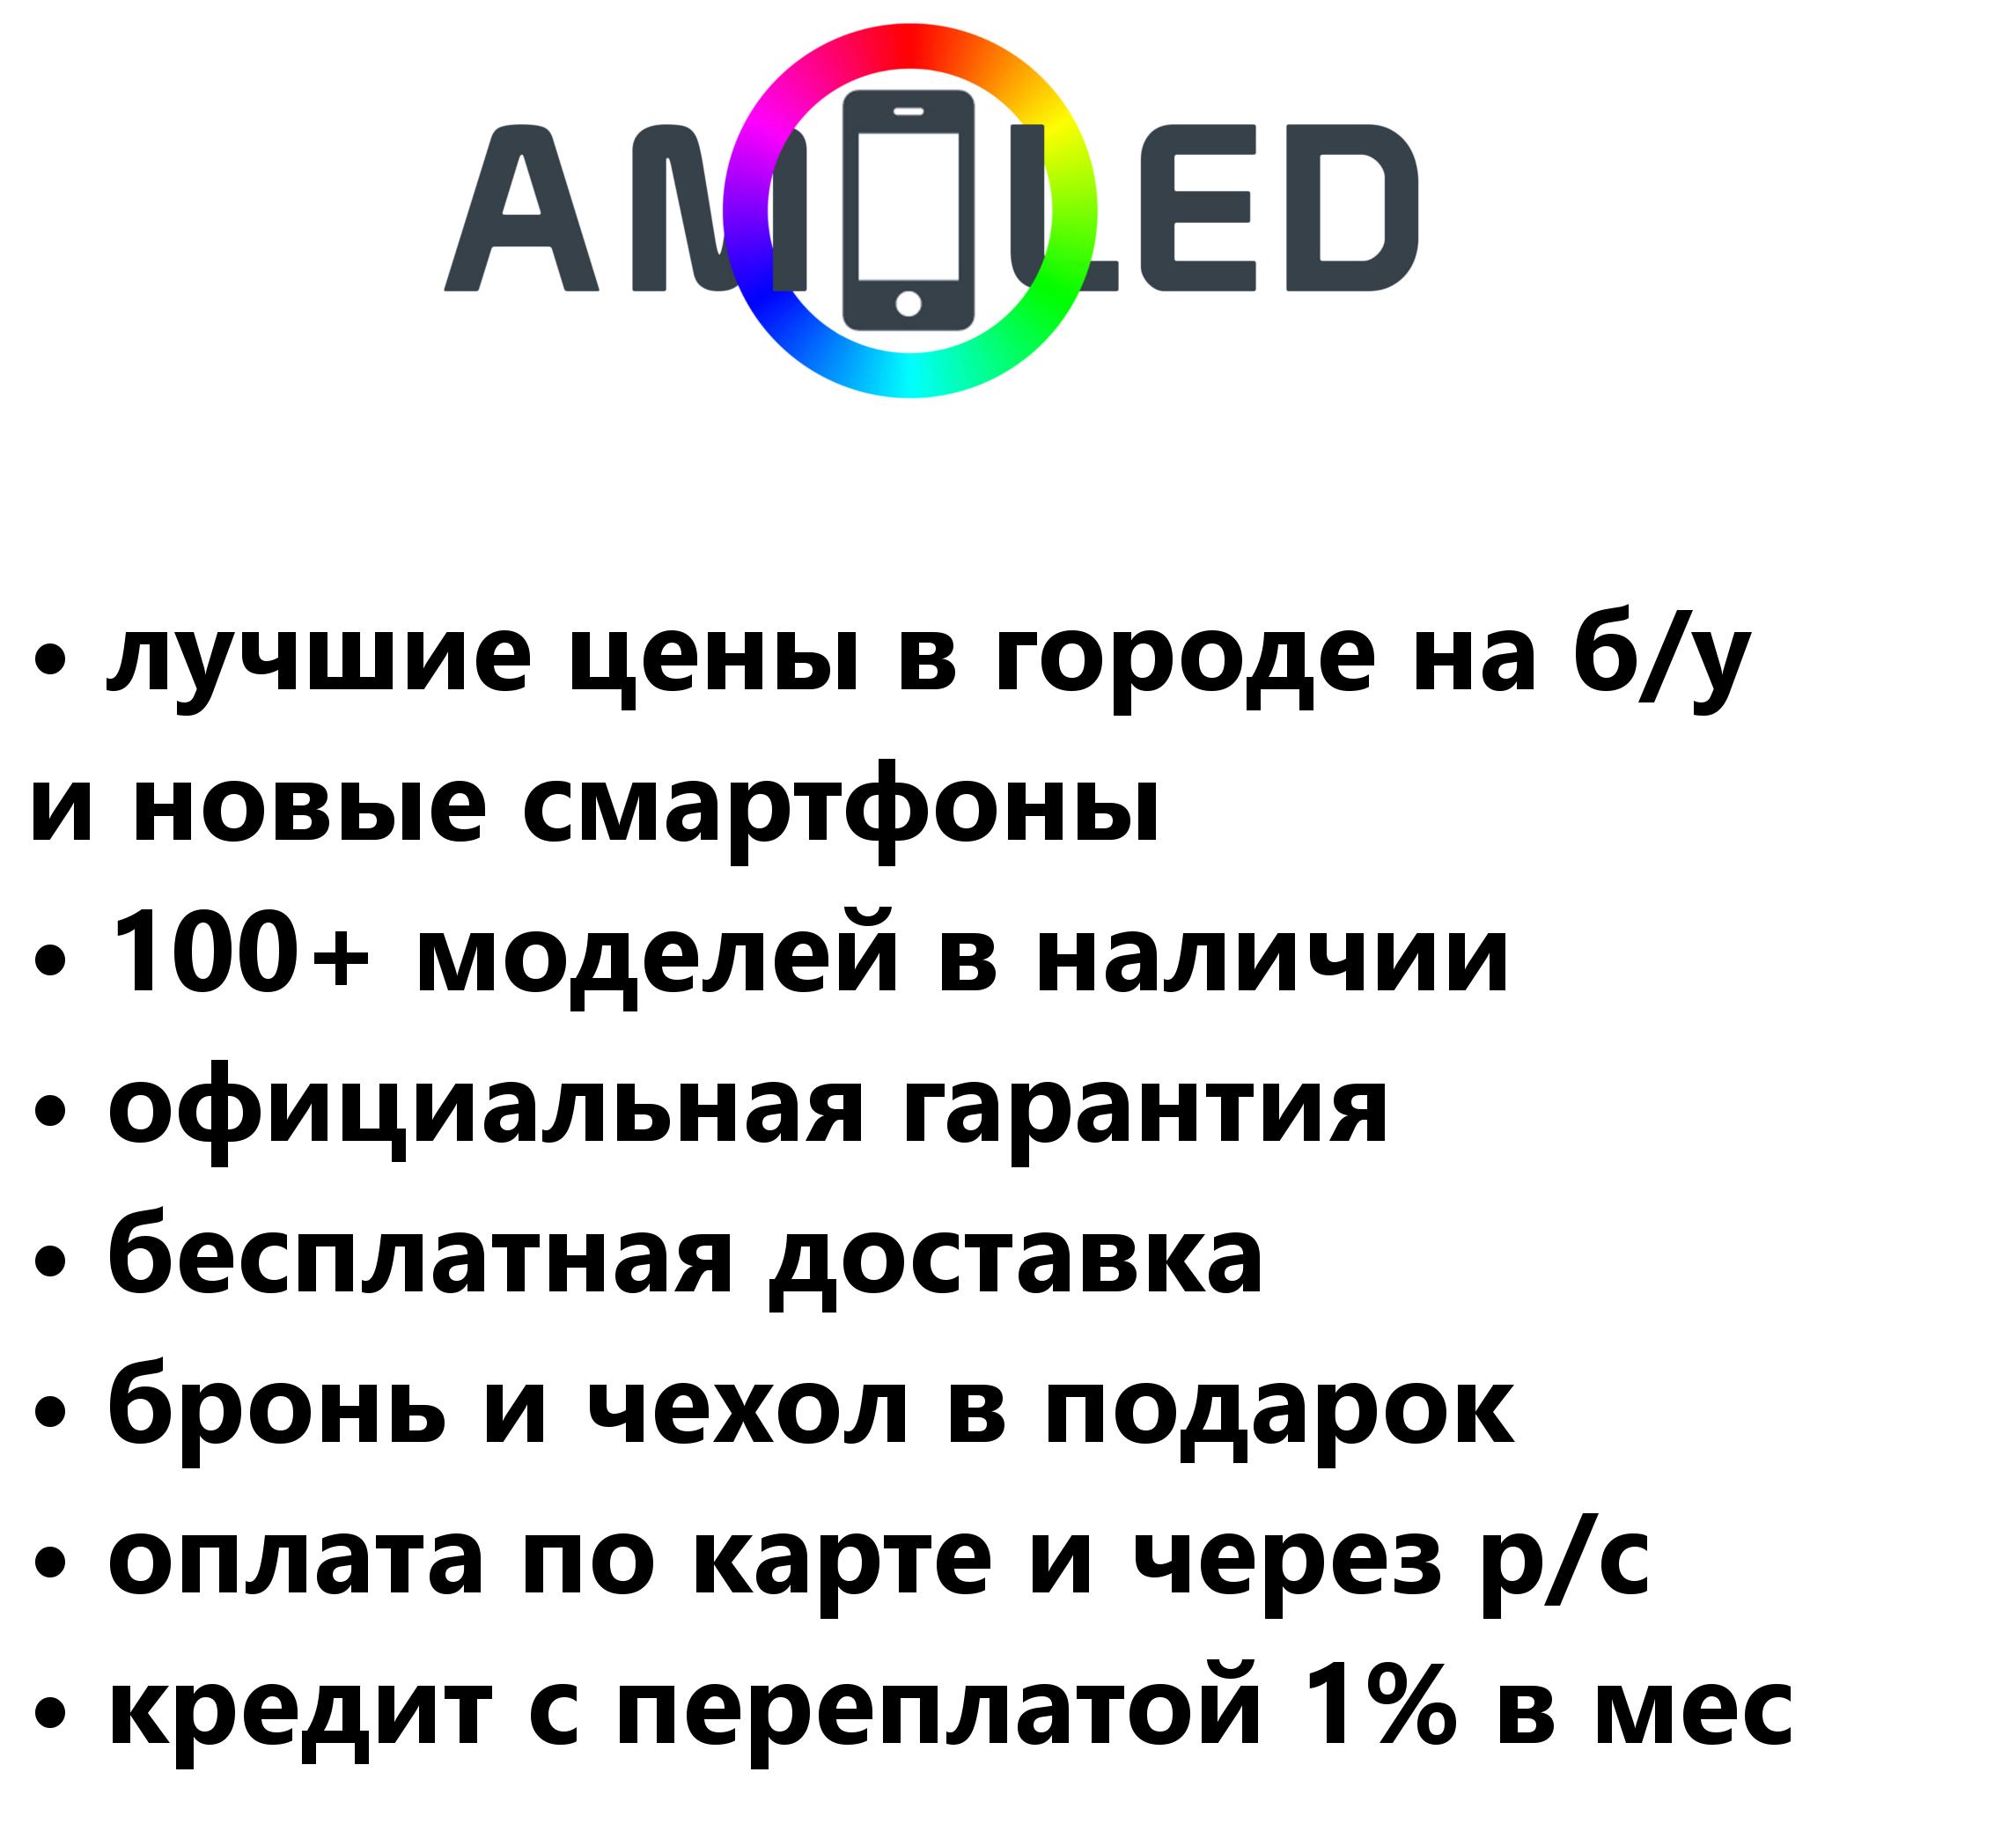 AMOLED
• лучшие цены в городе на б/у
и новые смартфоны
• 100+ моделей в наличии
• официальная гарантия
• бесплатная доставка
• бронь и чехол в подарок
• оплата по карте и через р/с
• кредит с переплатой 1% в мес